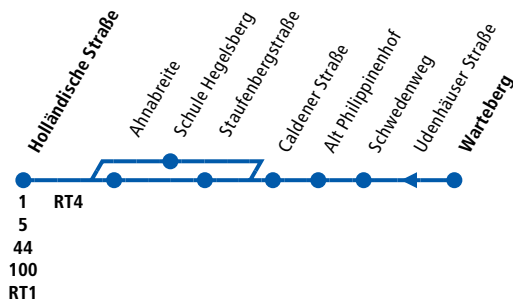 Holländische Straße
Ahnabreite
Schule Hegelsberg
Staufenbergstraße
Caldener Straße
Alt Philippinenhof
Schwedenweg
Udenhäuser Straße
Warteberg
1 RT4
5
44
100
RT1